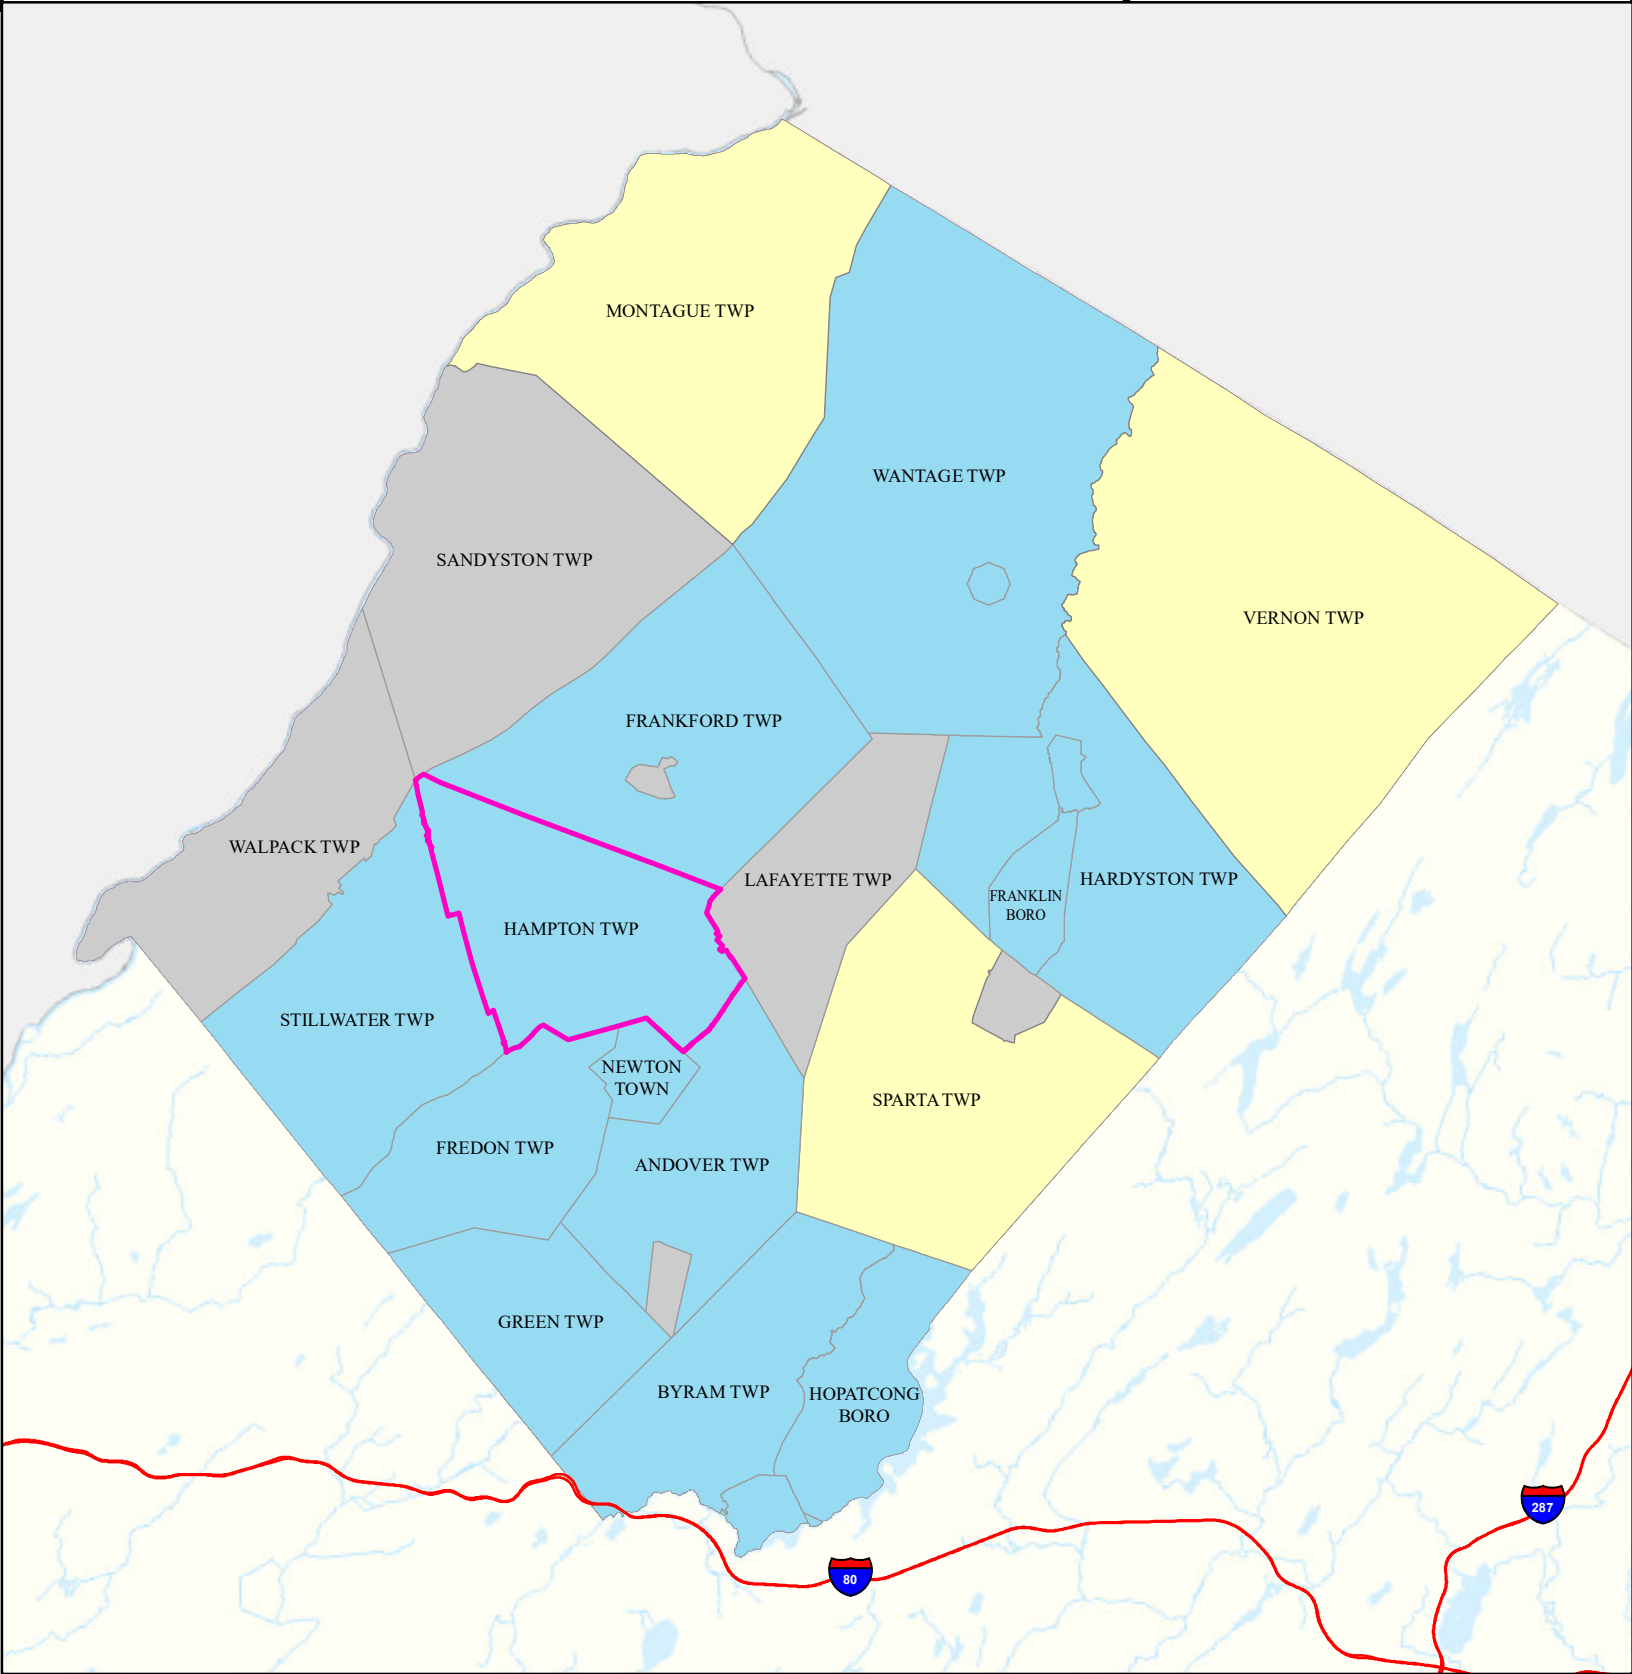 MONTAGUE TWP
WANTAGE TWP
SANDYSTON TWP
VERNON TWP
FRANKFORD TWP
WALPACK TWP
LAFAYETTE TWP
HARDYSTON TWP
FRANKLIN
BORO
HAMPTON TWP
STILLWATER TWP
NEWTON
TOWN
SPARTA TWP
FREDON TWP
ANDOVER TWP
GREEN TWP
BYRAM TWP
HOPATCONG
BORO
287
80